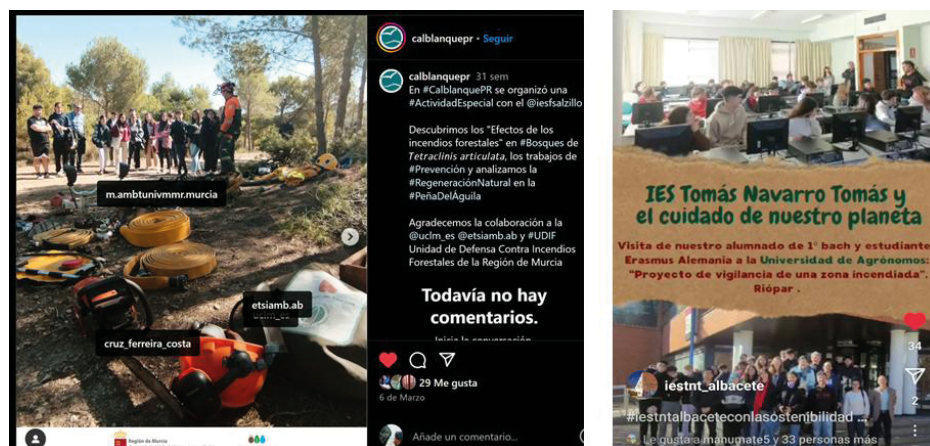 m.ambtunivmmr.murcia
etsiamb.ab
cruz_ferreira_costa
Región de Murcia
calblanquepr • Seguir
calblanquepr 31 sem
En #CalblanquePR se organizó una
#ActividadEspecial con el @iesfsalzillo
Descubrimos los "Efectos de los
incendios forestales" en #Bosques de
Tetraclinis articulata, los trabajos de
#Prevención y analizamos la
#RegeneraciónNatural en la
#PeñaDelÁguila
Agradecemos la colaboración a la
@uclm_es @etsiamb.ab y #UDIF
Unidad de Defensa Contra Incendios
Forestales de la Región de Murcia
Todavía no hay
comentarios.
Inicia la conversación
29 Me gusta
6 de Marzo
Añade un comentario...
IES Tomás Navarro Tomás y
el cuidado de nuestro planeta
Visita de nuestro alumnado de 1º bach y estudiante
Erasmus Alemania a la Universidad de Agrónomos:
"Proyecto de vigilancia de una zona incendiada".
Riópar .
34
iestnt_albacete
2
#iestntalbaceteconlasostenibilidad ...
Le gusta a manumate5 y 33 personas más